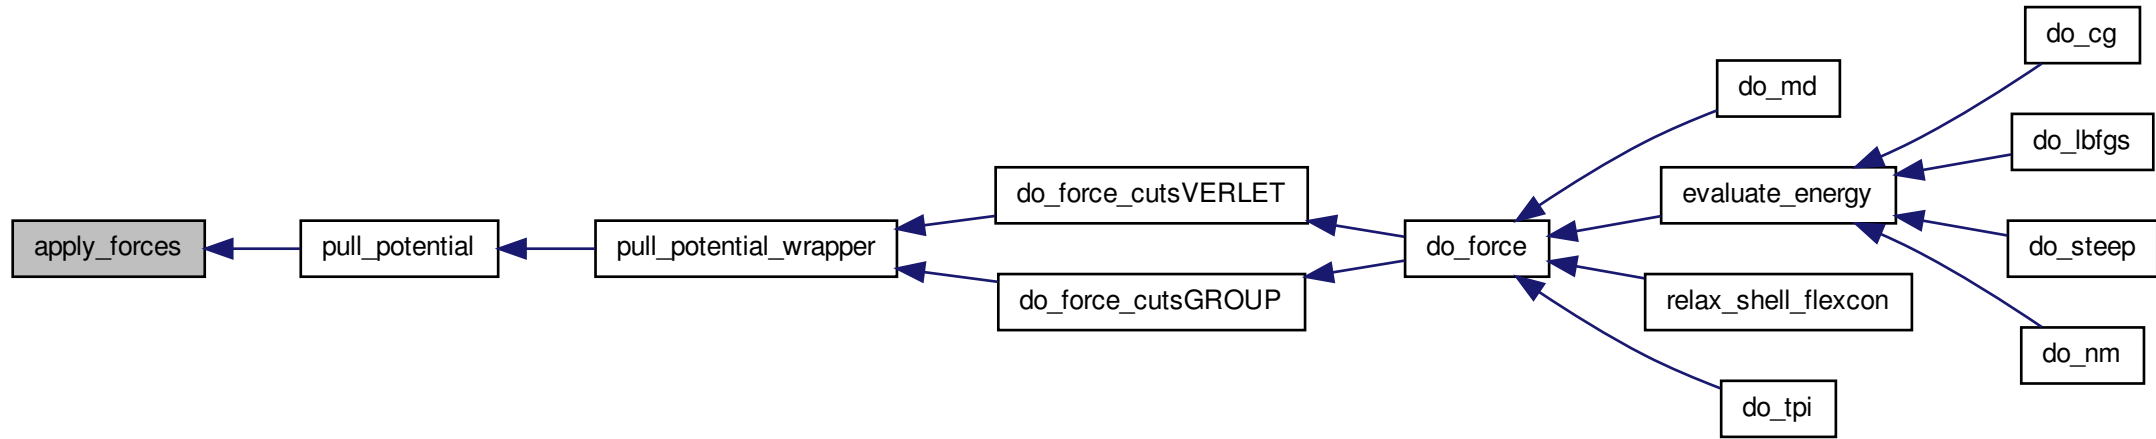 apply_forces
pull_potential
pull_potential_wrapper
do_force_cutsVERLET
do_force_cutsGROUP
do_force
do_md
evaluate_energy
relax_shell_flexcon
do_tpi
do_cg
do_lbfgs
do_steep
do_nm